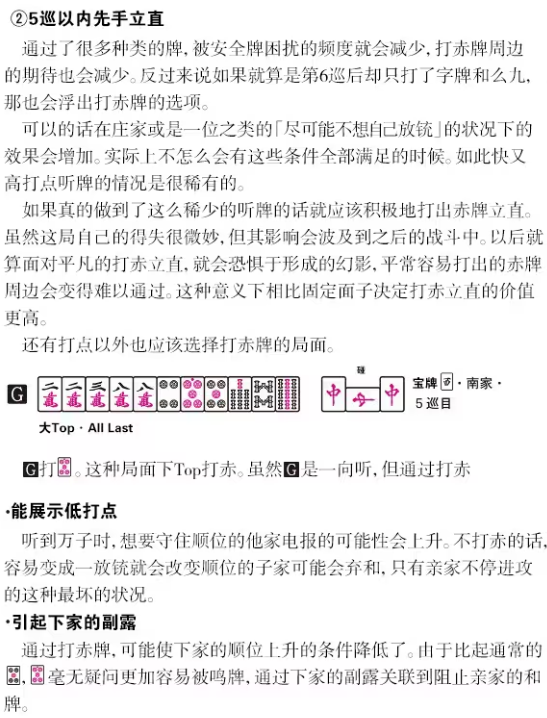 ②5巡以内先手立直
通过了很多种类的牌,被安全牌困扰的频度就会减少,打赤牌周边
的期待也会减少。反过来说如果就算是第6巡后却只打了字牌和么九,
那也会浮出打赤牌的选项。
可以的话在庄家或是一位之类的「尽可能不想自己放铳」的状况下的
效果会增加。实际上不怎么会有这些条件全部满足的时候。如此快又
高打点听牌的情况是很稀有的。
如果真的做到了这么稀少的听牌的话就应该积极地打出赤牌立直。
虽然这局自己的得失很微妙,但其影响会波及到之后的战斗中。以后就
算面对平凡的打赤立直,就会恐惧于形成的幻影,平常容易打出的赤牌
周边会变得难以通过。这种意义下相比固定面子决定打赤立直的价值
更高。
还有打点以外也应该选择打赤牌的局面。
碰
G 二萬 二萬 三萬 八萬 八萬 中 中 中 宝牌 · 南家 ·
5巡目
大Top · All Last
G打 。这种局面下Top打赤。虽然G是一向听,但通过打赤
·能展示低打点
听到万子时,想要守住顺位的他家电报的可能性会上升。不打赤的话,
容易变成一放铳就会改变顺位的子家可能会弃和,只有亲家不停进攻
的这种最坏的状况。
·引起下家的副露
通过打赤牌,可能使下家的顺位上升的条件降低了。由于比起通常的
, 毫无疑问更加容易被鸣牌,通过下家的副露关联到阻止亲家的和
牌。